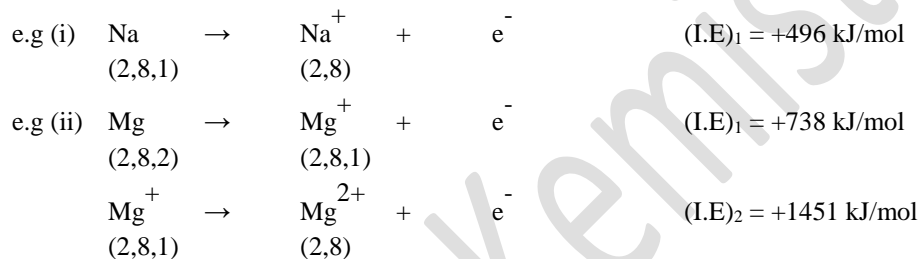 e.g (i) Na → Na⁺ + e⁻ (I.E)₁ = +496 kJ/mol
(2,8,1) (2,8)
e.g (ii) Mg → Mg⁺ + e⁻ (I.E)₁ = +738 kJ/mol
(2,8,2) (2,8,1)
Mg⁺ → Mg²⁺ + e⁻ (I.E)₂ = +1451 kJ/mol
(2,8,1) (2,8)